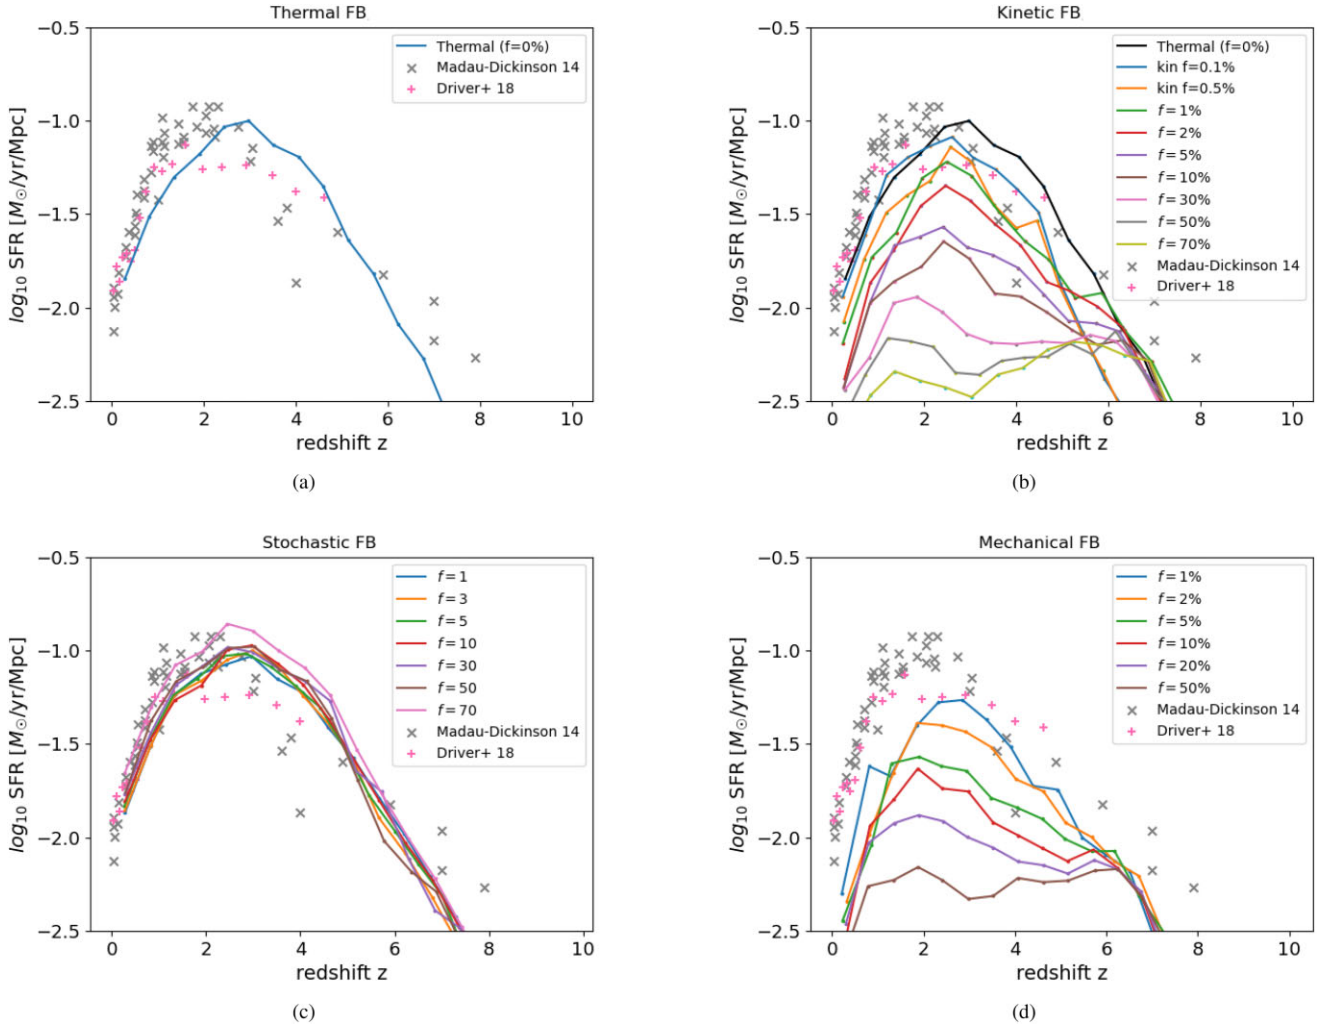 Thermal FB
log10 SFR [M⊙/yr/Mpc]
−0.5
−1.0
−1.5
−2.0
−2.5
0 2 4 6 8 10
redshift z
Thermal (f=0%)
Madau-Dickinson 14
Driver+ 18
(a)
Kinetic FB
log10 SFR [M⊙/yr/Mpc]
−0.5
−1.0
−1.5
−2.0
−2.5
0 2 4 6 8 10
redshift z
Thermal (f=0%)
kin f=0.1%
kin f=0.5%
f = 1%
f = 2%
f = 5%
f = 10%
f = 30%
f = 50%
f = 70%
Madau-Dickinson 14
Driver+ 18
(b)
Stochastic FB
log10 SFR [M⊙/yr/Mpc]
−0.5
−1.0
−1.5
−2.0
−2.5
0 2 4 6 8 10
redshift z
f = 1
f = 3
f = 5
f = 10
f = 30
f = 50
f = 70
Madau-Dickinson 14
Driver+ 18
(c)
Mechanical FB
log10 SFR [M⊙/yr/Mpc]
−0.5
−1.0
−1.5
−2.0
−2.5
0 2 4 6 8 10
redshift z
f = 1%
f = 2%
f = 5%
f = 10%
f = 20%
f = 50%
Madau-Dickinson 14
Driver+ 18
(d)